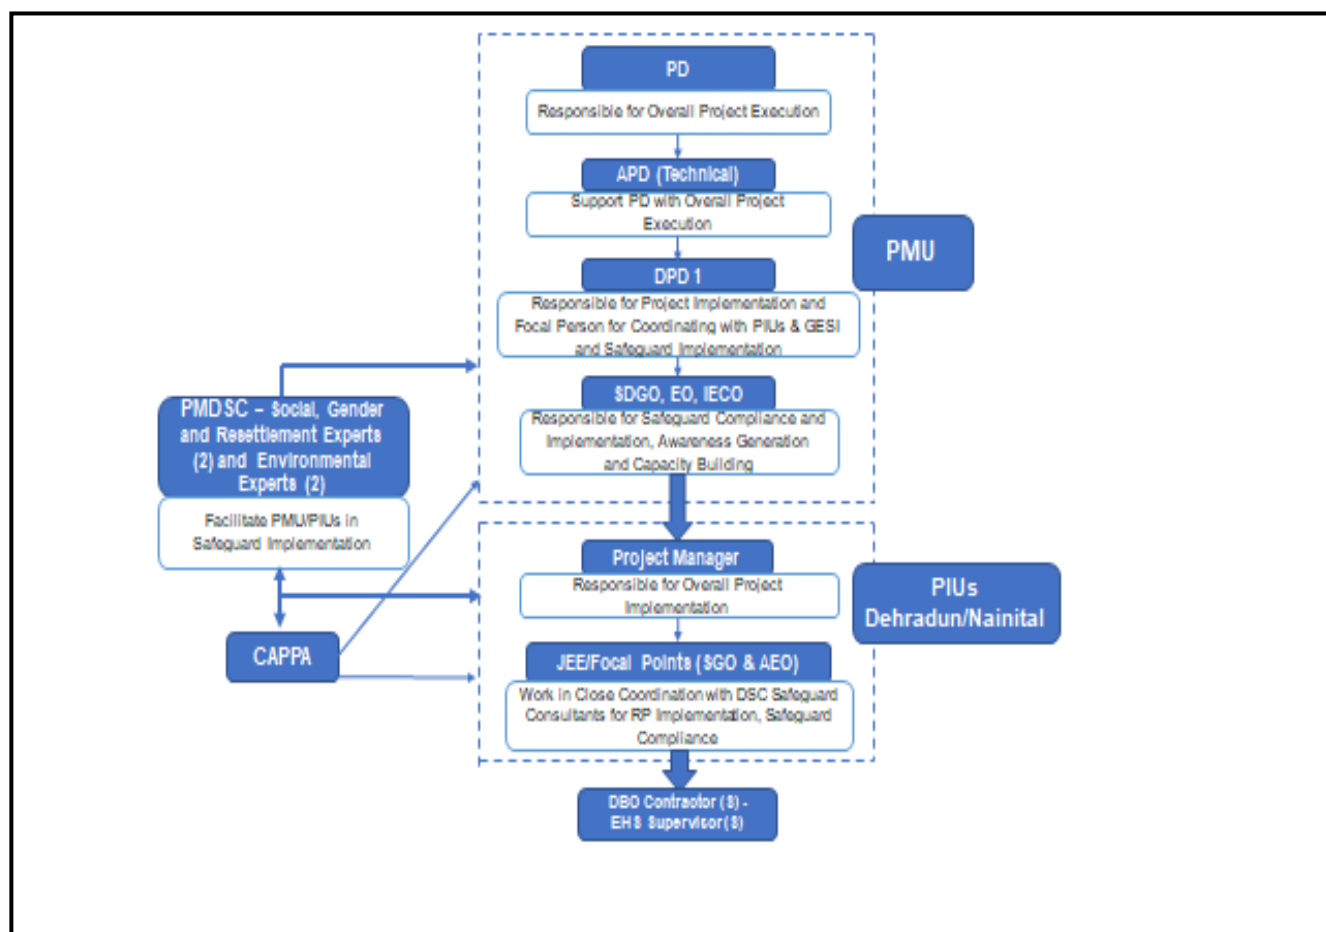 PD
Responsible for Overall Project Execution
APD (Technical)
Support PD with Overall Project
Execution
PMU
DPD 1
Responsible for Project Implementation and
Focal Person for Coordinating with PIUs & GESI
and Safeguard Implementation
SDGO, EO, IECO
Responsible for Safeguard Compliance and
Implementation, Awareness Generation
and Capacity Building
PMDSC – Social, Gender
and Resettlement Experts
(2) and Environmental
Experts (2)
Facilitate PMU/PIUs in
Safeguard Implementation
Project Manager
Responsible for Overall Project
Implementation
PIUs
Dehradun/Nainital
CAPPA
JEE/Focal Points (SGO & AEO)
Work in Close Coordination with DSC Safeguard
Consultants for RP Implementation, Safeguard
Compliance
DBO Contractor (S) -
EHS Supervisor (S)